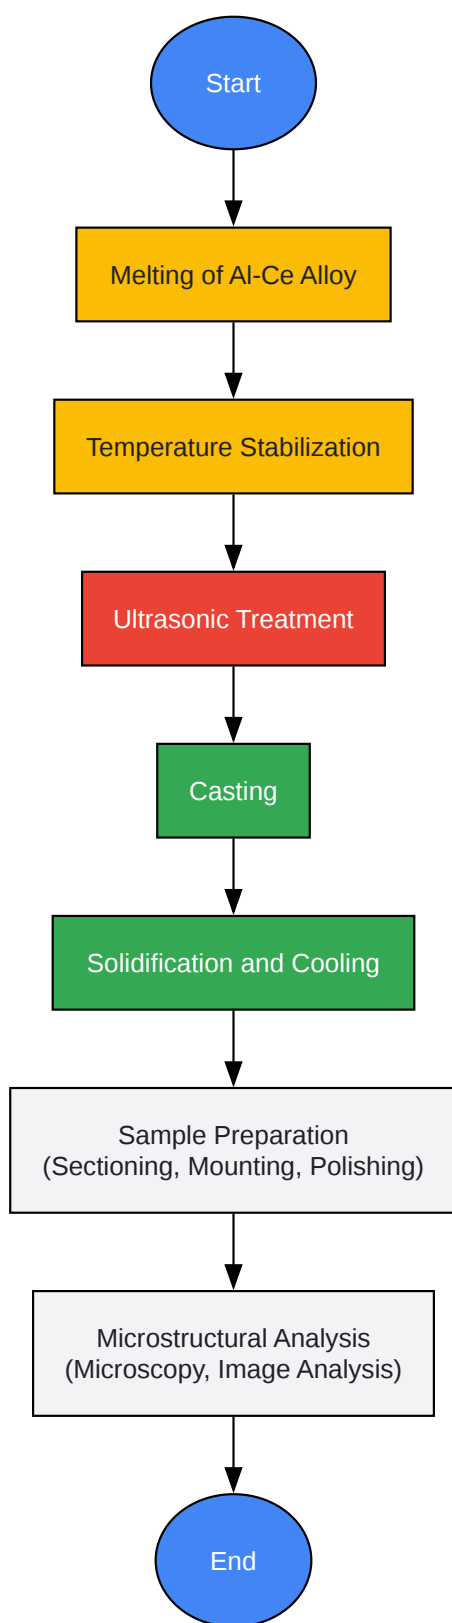 Start
Melting of Al-Ce Alloy
Temperature Stabilization
Ultrasonic Treatment
Casting
Solidification and Cooling
Sample Preparation
(Sectioning, Mounting, Polishing)
Microstructural Analysis
(Microscopy, Image Analysis)
End